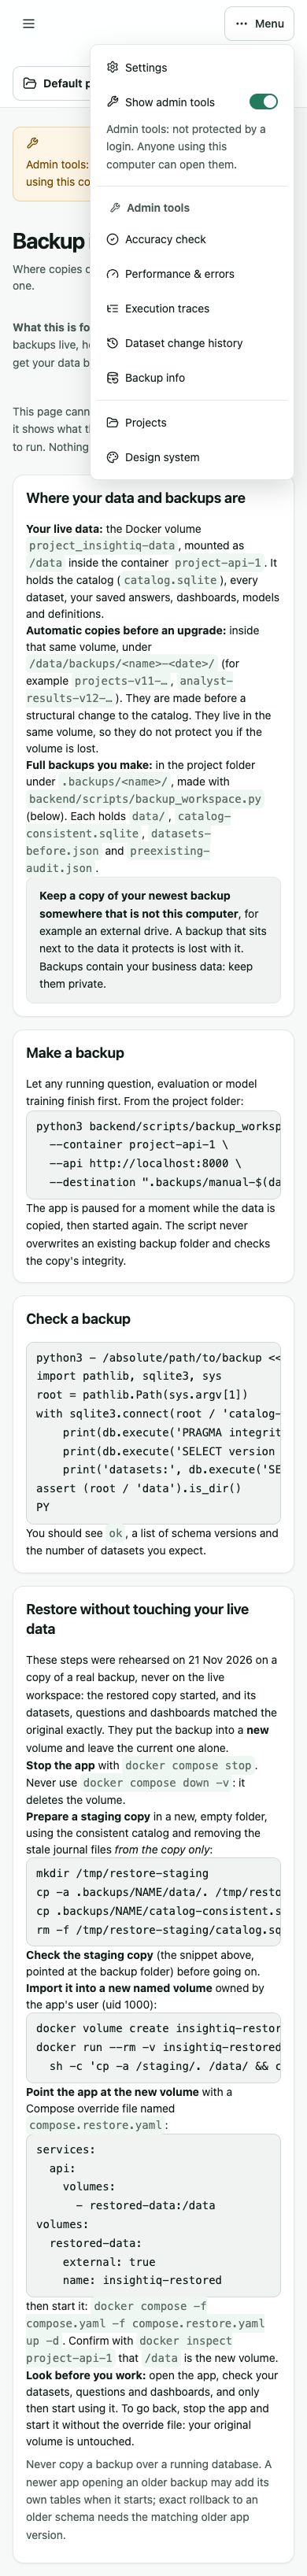 Menu
Default p
Settings
Show admin tools
Admin tools: not protected by a
login. Anyone using this
computer can open them.
Admin tools
Accuracy check
Performance & errors
Execution traces
Dataset change history
Backup info
Projects
Design system
Admin tools:
using this co
Backup
Where copies
one.
What this is fo
backups live, h
get your data b
This page cann
it shows what t
to run. Nothing
Where your data and backups are
Your live data: the Docker volume
project_insightiq-data, mounted as
/data inside the container project-api-1. It
holds the catalog (catalog.sqlite), every
dataset, your saved answers, dashboards, models
and definitions.
Automatic copies before an upgrade: inside
that same volume, under
/data/backups/<name>-<date>/ (for
example projects-v11-…, analyst-
results-v12-…). They are made before a
structural change to the catalog. They live in the
same volume, so they do not protect you if the
volume is lost.
Full backups you make: in the project folder
under .backups/<name>/, made with
backend/scripts/backup_workspace.py
(below). Each holds data/, catalog-
consistent.sqlite, datasets-
before.json and preexisting-
audit.json.
Keep a copy of your newest backup
somewhere that is not this computer, for
example an external drive. A backup that sits
next to the data it protects is lost with it.
Backups contain your business data: keep
them private.
Make a backup
Let any running question, evaluation or model
training finish first. From the project folder:
python3 backend/scripts/backup_worksp
--container project-api-1 \
--api http://localhost:8000 \
--destination ".backups/manual-$(da
The app is paused for a moment while the data is
copied, then started again. The script never
overwrites an existing backup folder and checks
the copy's integrity.
Check a backup
python3 - /absolute/path/to/backup <<
import pathlib, sqlite3, sys
root = pathlib.Path(sys.argv[1])
with sqlite3.connect(root / 'catalog-
print(db.execute('PRAGMA integrit
print(db.execute('SELECT version
print('datasets:', db.execute('SE
assert (root / 'data').is_dir()
PY
You should see ok, a list of schema versions and
the number of datasets you expect.
Restore without touching your live
data
These steps were rehearsed on 21 Nov 2026 on a
copy of a real backup, never on the live
workspace: the restored copy started, and its
datasets, questions and dashboards matched the
original exactly. They put the backup into a new
volume and leave the current one alone.
Stop the app with docker compose stop.
Never use docker compose down -v: it
deletes the volume.
Prepare a staging copy in a new, empty folder,
using the consistent catalog and removing the
stale journal files from the copy only:
mkdir /tmp/restore-staging
cp -a .backups/NAME/data/. /tmp/resto
cp .backups/NAME/catalog-consistent.s
rm -f /tmp/restore-staging/catalog.sq
Check the staging copy (the snippet above,
pointed at the backup folder) before going on.
Import it into a new named volume owned by
the app's user (uid 1000):
docker volume create insightiq-restor
docker run --rm -v insightiq-restored
sh -c 'cp -a /staging/. /data/ && c
Point the app at the new volume with a
Compose override file named
compose.restore.yaml:
services:
api:
volumes:
- restored-data:/data
volumes:
restored-data:
external: true
name: insightiq-restored
then start it: docker compose -f
compose.yaml -f compose.restore.yaml
up -d. Confirm with docker inspect
project-api-1 that /data is the new volume.
Look before you work: open the app, check your
datasets, questions and dashboards, and only
then start using it. To go back, stop the app and
start it without the override file: your original
volume is untouched.
Never copy a backup over a running database. A
newer app opening an older backup may add its
own tables when it starts; exact rollback to an
older schema needs the matching older app
version.